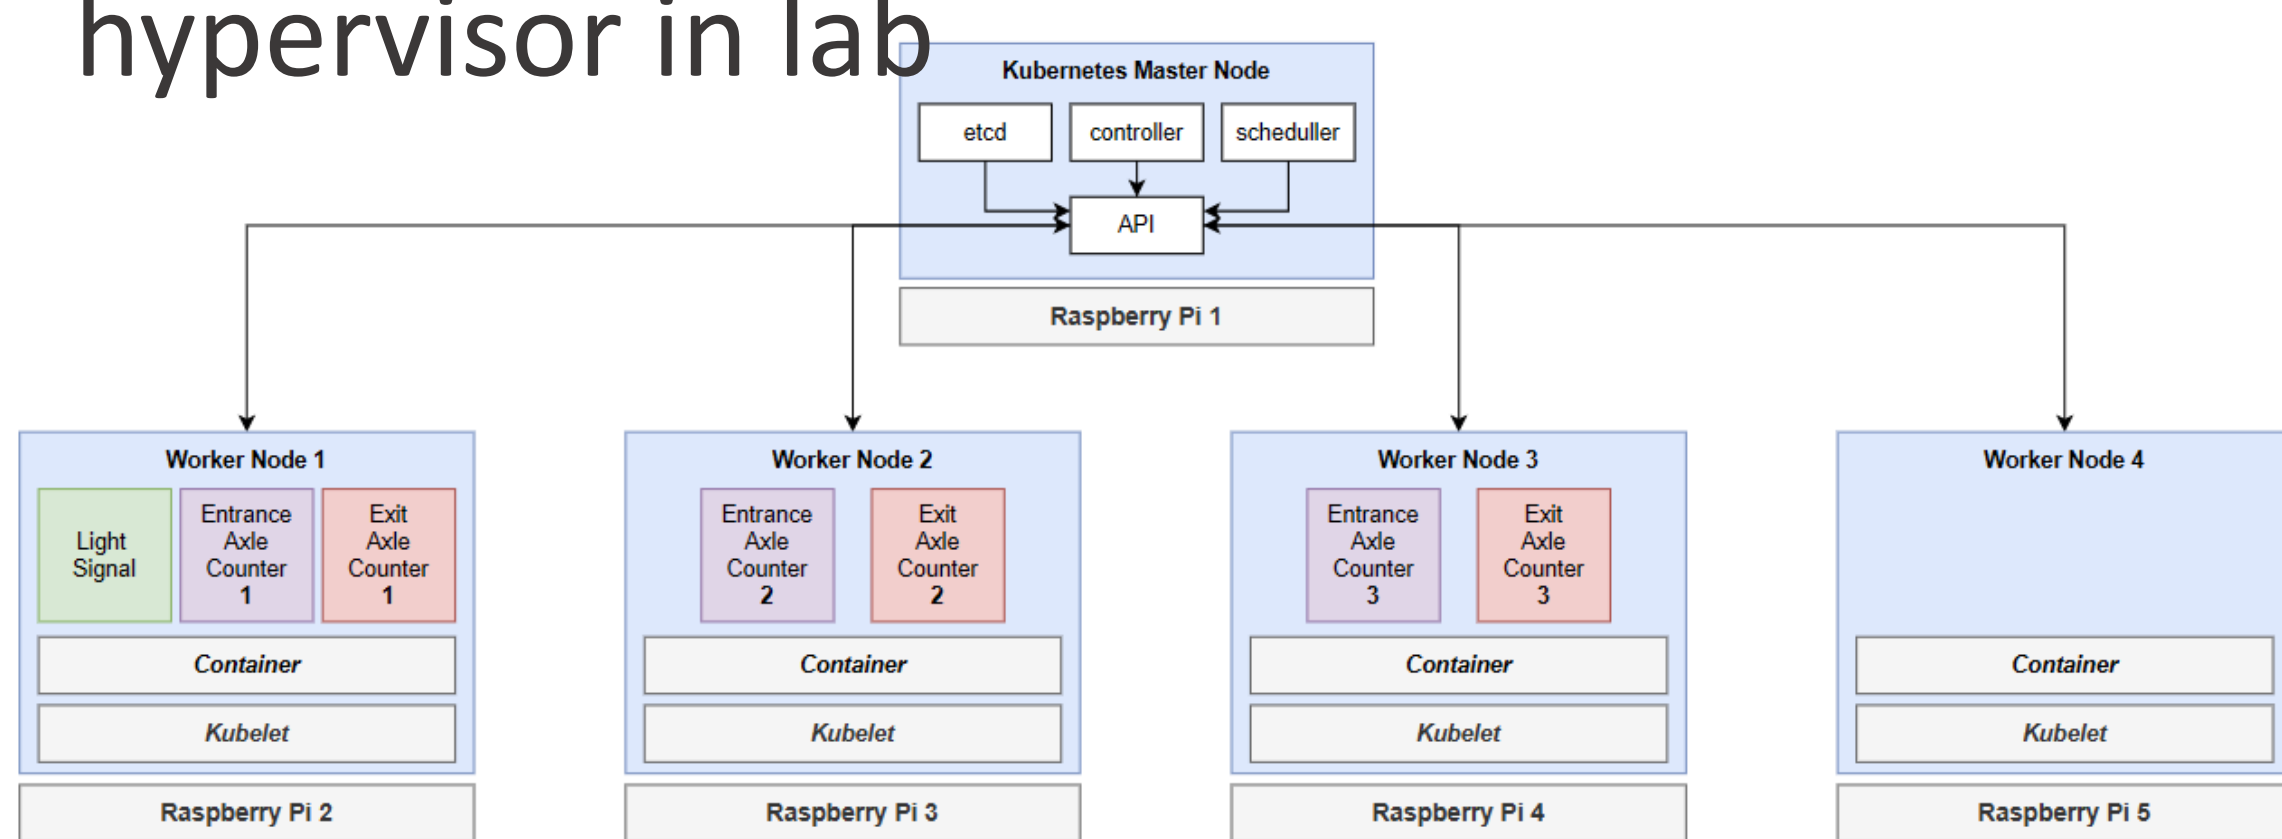 hypervisor in lab
Kubernetes Master Node
etcd
controller
scheduller
API
Raspberry Pi 1
Worker Node 1
Light
Signal
Entrance
Axle
Counter
1
Exit
Axle
Counter
1
Container
Kubelet
Raspberry Pi 2
Worker Node 2
Entrance
Axle
Counter
2
Exit
Axle
Counter
2
Container
Kubelet
Raspberry Pi 3
Worker Node 3
Entrance
Axle
Counter
3
Exit
Axle
Counter
3
Container
Kubelet
Raspberry Pi 4
Worker Node 4
Container
Kubelet
Raspberry Pi 5